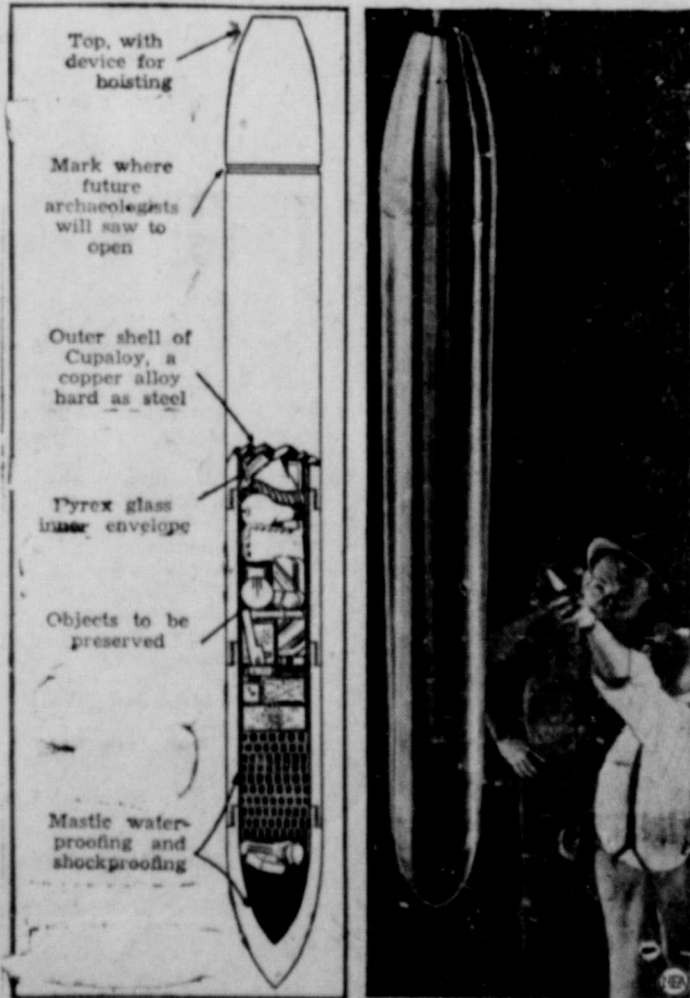 Top, with
device for
hoisting
Mark where
future
archaeologists
will saw to
open
Outer shell of
Cupaloy, a
copper alloy
hard as steel
Pyrex glass
inner envelope
Objects to be
preserved
Mastic water-
proofing and
shockproofing
NEA